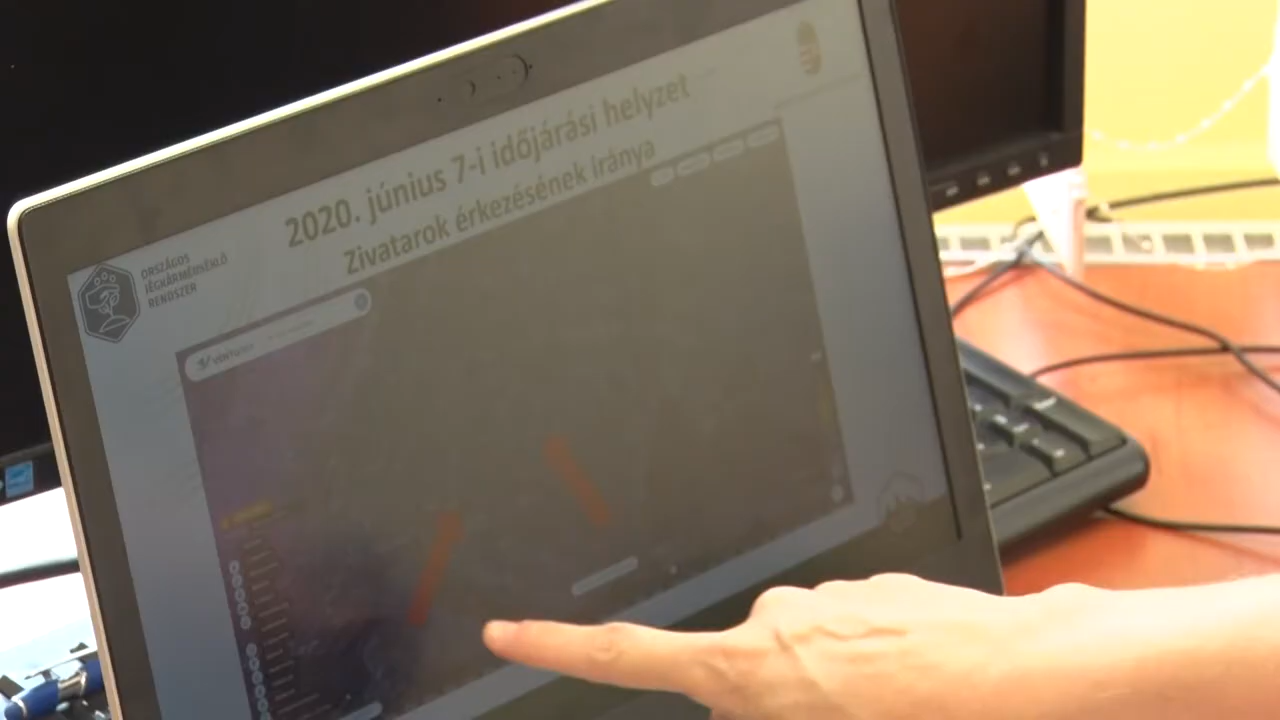 2020. június 7-i időjárási helyzet
Zivatarok érkezésének iránya
ORSZÁGOS
JÉGKÁRMÉRSÉKLŐ
RENDSZER